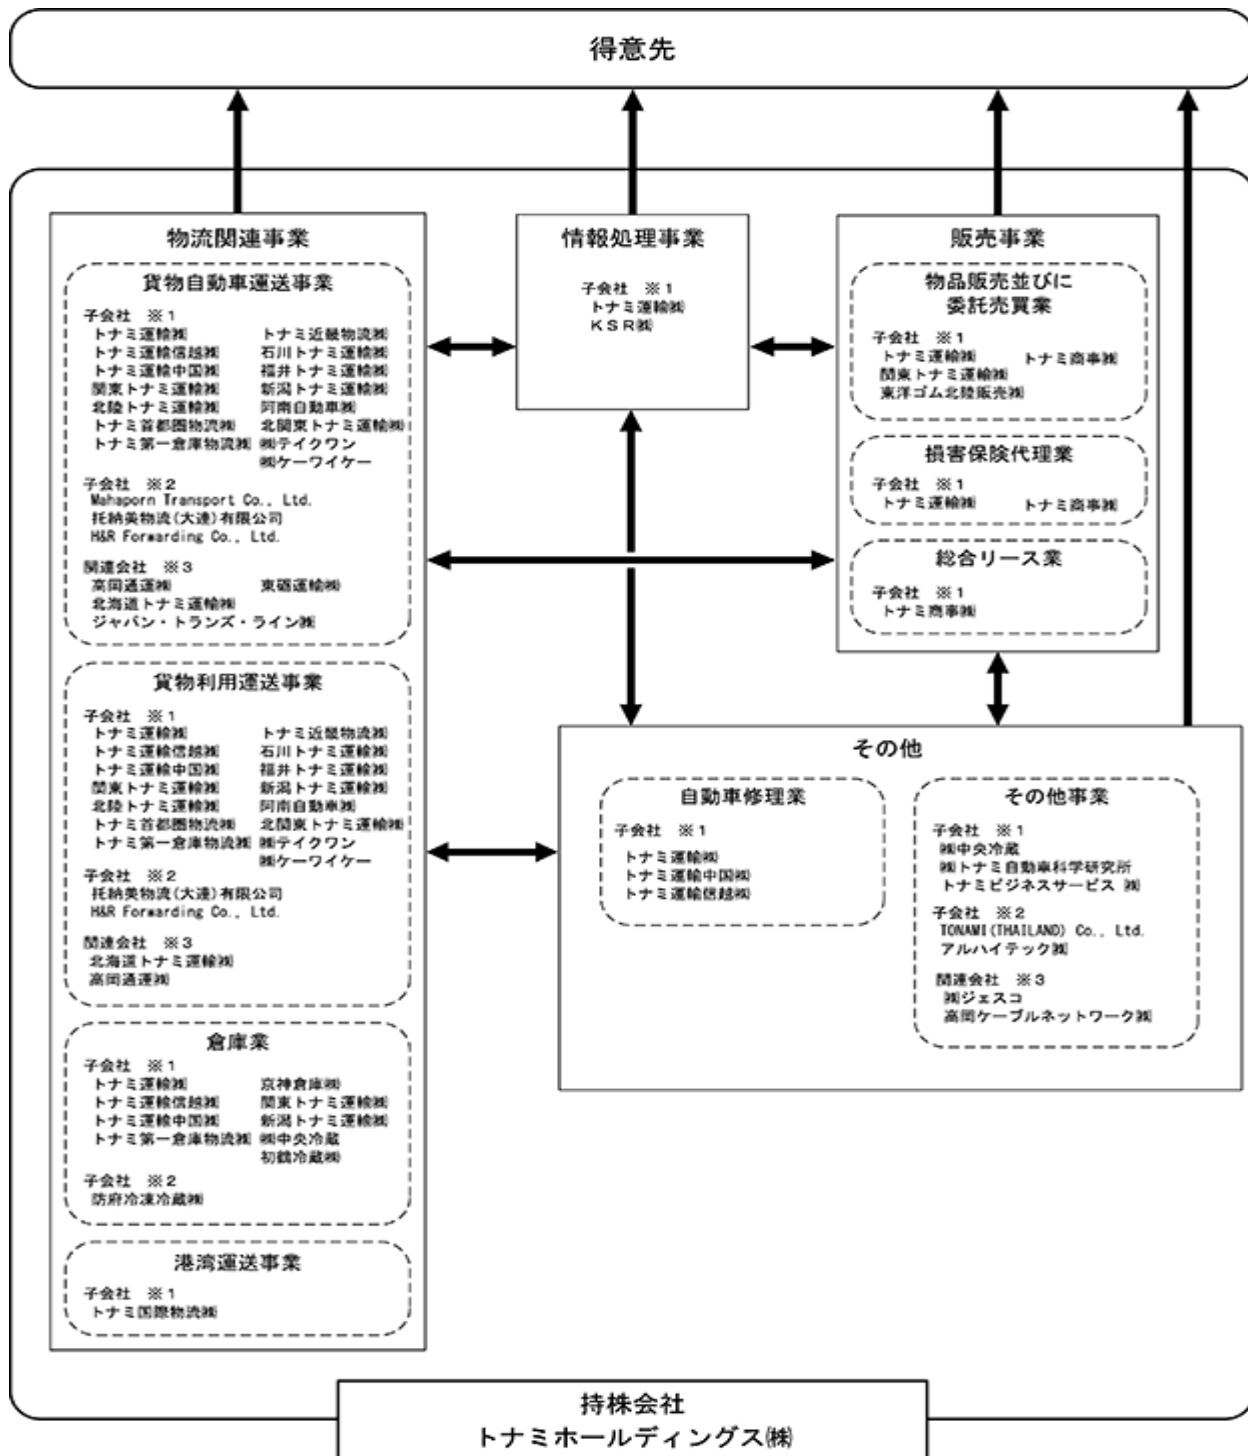 得意先
物流関連事業
貨物自動車運送事業
子会社 ※1
トナミ運輸㈱ トナミ近畿物流㈱
トナミ運輸信越㈱ 石川トナミ運輸㈱
トナミ運輸中国㈱ 福井トナミ運輸㈱
関東トナミ運輸㈱ 新潟トナミ運輸㈱
北陸トナミ運輸㈱ 阿南自動車㈱
トナミ首都圏物流㈱ 北関東トナミ運輸㈱
トナミ第一倉庫物流㈱ ㈱テイクワン
㈱ケーワイケー
子会社 ※2
Mahaporn Transport Co., Ltd.
托納美物流(大連)有限公司
H&R Forwarding Co., Ltd.
関連会社 ※3
高岡通運㈱ 東砺運輸㈱
北海道トナミ運輸㈱
ジャパン・トランズ・ライン㈱
貨物利用運送事業
子会社 ※1
トナミ運輸㈱ トナミ近畿物流㈱
トナミ運輸信越㈱ 石川トナミ運輸㈱
トナミ運輸中国㈱ 福井トナミ運輸㈱
関東トナミ運輸㈱ 新潟トナミ運輸㈱
北陸トナミ運輸㈱ 阿南自動車㈱
トナミ首都圏物流㈱ 北関東トナミ運輸㈱
トナミ第一倉庫物流㈱ ㈱テイクワン
㈱ケーワイケー
子会社 ※2
托納美物流(大連)有限公司
H&R Forwarding Co., Ltd.
関連会社 ※3
北海道トナミ運輸㈱
高岡通運㈱
倉庫業
子会社 ※1
トナミ運輸㈱ 京神倉庫㈱
トナミ運輸信越㈱ 関東トナミ運輸㈱
トナミ運輸中国㈱ 新潟トナミ運輸㈱
トナミ第一倉庫物流㈱ ㈱中央冷蔵
初鶴冷蔵㈱
子会社 ※2
防府冷凍冷蔵㈱
港湾運送事業
子会社 ※1
トナミ国際物流㈱
情報処理事業
子会社 ※1
トナミ運輸㈱
KSR㈱
販売事業
物品販売並びに
委託売買業
子会社 ※1
トナミ運輸㈱ トナミ商事㈱
関東トナミ運輸㈱
東洋ゴム北陸販売㈱
損害保険代理業
子会社 ※1
トナミ運輸㈱ トナミ商事㈱
総合リース業
子会社 ※1
トナミ商事㈱
その他
自動車修理業
子会社 ※1
トナミ運輸㈱
トナミ運輸中国㈱
トナミ運輸信越㈱
その他事業
子会社 ※1
㈱中央冷蔵
㈱トナミ自動車科学研究所
トナミビジネスサービス ㈱
子会社 ※2
TONAMI(THAILAND) Co., Ltd.
アルハイテック㈱
関連会社 ※3
㈱ジェスコ
高岡ケーブルネットワーク㈱
持株会社
トナミホールディングス㈱